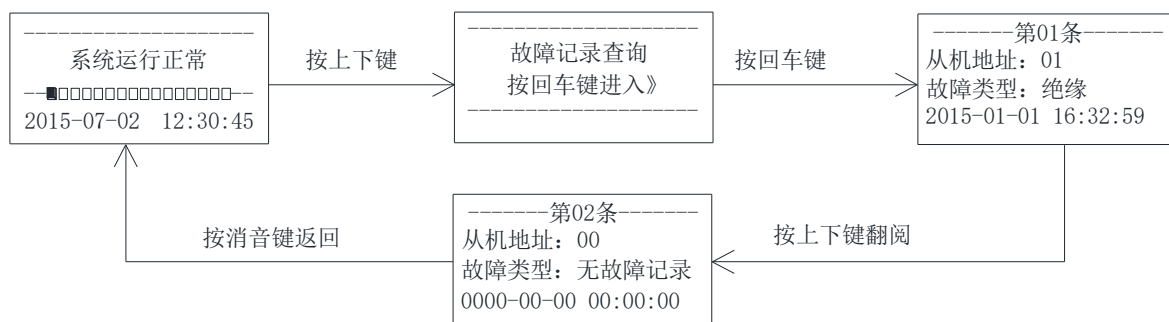 --------------------
系统运行正常
--■□□□□□□□□□□□□□□□--
2015-07-02 12:30:45
按上下键
--------------------
故障记录查询
按回车键进入》
--------------------
按回车键
-------第01条-------
从机地址：01
故障类型：绝缘
2015-01-01 16:32:59
按上下键翻阅
-------第02条-------
从机地址：00
故障类型：无故障记录
0000-00-00 00:00:00
按消音键返回